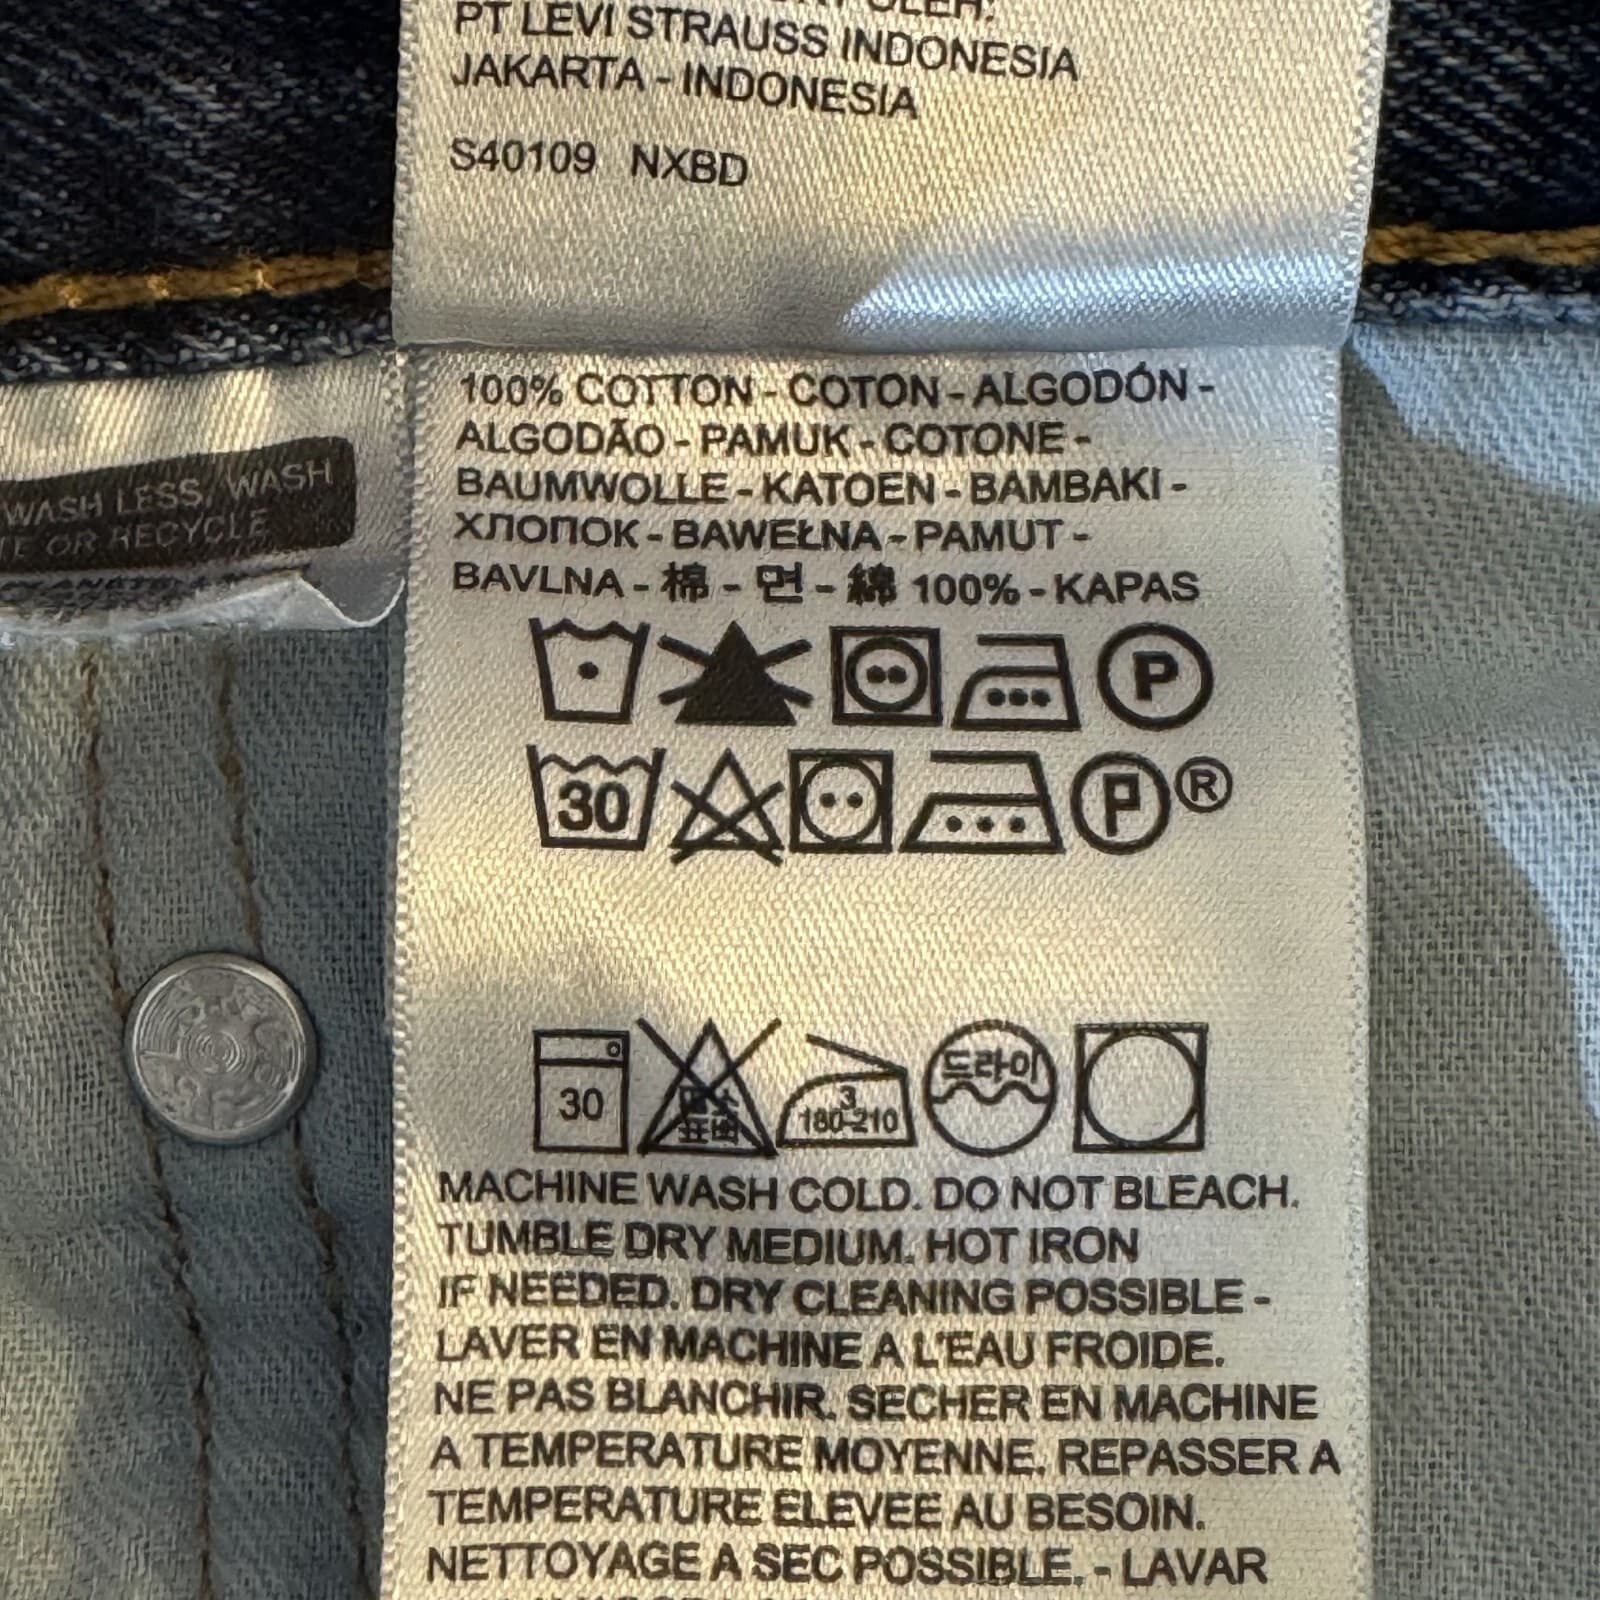 OLEH:
PT LEVI STRAUSS INDONESIA
JAKARTA - INDONESIA
S40109 NXBD
WASH LESS, WASH
OR RECYCLE
100% COTTON - COTON - ALGODÓN -
ALGODÃO - PAMUK - COTONE -
BAUMWOLLE - KATOEN - BAMBAKI -
ХЛОПОК - BAWEŁNA - PAMUT -
BAVLNA - 棉 - 면 - 綿 100% - KAPAS
P
30 P ®
30 3 드라이
180-210
MACHINE WASH COLD. DO NOT BLEACH.
TUMBLE DRY MEDIUM. HOT IRON
IF NEEDED. DRY CLEANING POSSIBLE -
LAVER EN MACHINE A L'EAU FROIDE.
NE PAS BLANCHIR. SECHER EN MACHINE
A TEMPERATURE MOYENNE. REPASSER A
TEMPERATURE ELEVEE AU BESOIN.
NETTOYAGE A SEC POSSIBLE. - LAVAR